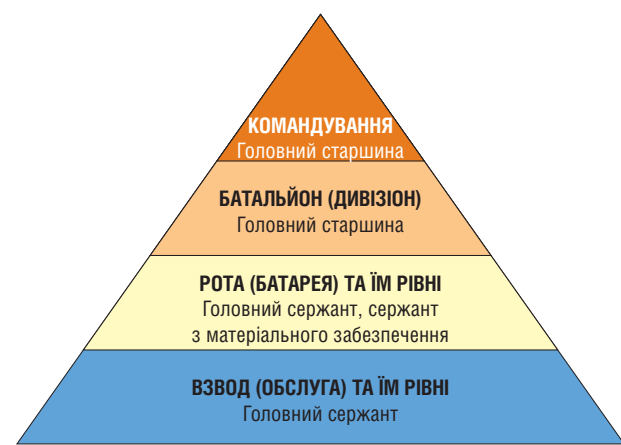 КОМАНДУВАННЯ
Головний старшина
БАТАЛЬЙОН (ДИВІЗІОН)
Головний старшина
РОТА (БАТАРЕЯ) ТА ЇМ РІВНІ
Головний сержант, сержант
з матеріального забезпечення
ВЗВОД (ОБСЛУГА) ТА ЇМ РІВНІ
Головний сержант